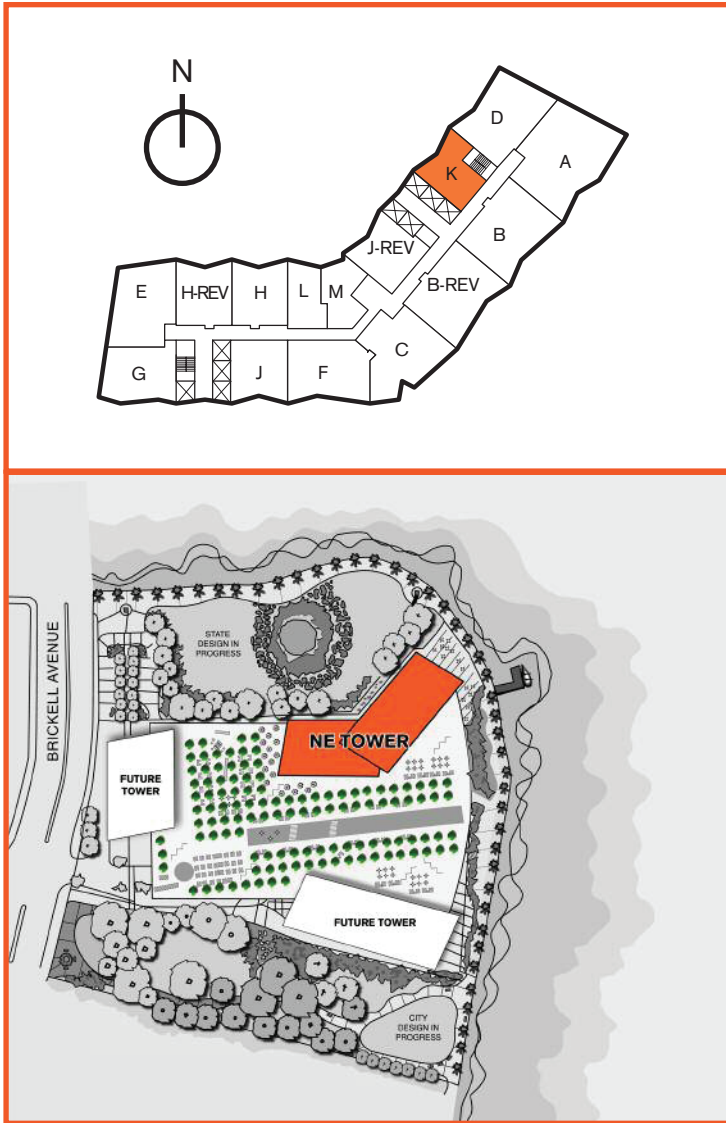 N
D
A
K
B
J-REV
B-REV
E
H-REV
H
L
M
C
G
J
F
BRICKELL AVENUE
STATE
DESIGN IN
PROGRESS
NE TOWER
FUTURE
TOWER
FUTURE TOWER
CITY
DESIGN IN
PROGRESS